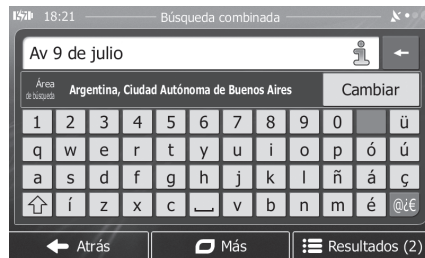 18:21 Búsqueda combinada
Av 9 de julio
Área de búsqueda Argentina, Ciudad Autónoma de Buenos Aires Cambiar
1 2 3 4 5 6 7 8 9 0 ü
q w e r t y u i o p ó ú
a s d f g h j k l ñ á ç
í z x c v b n m é @¿€
Atrás Más Resultados (2)